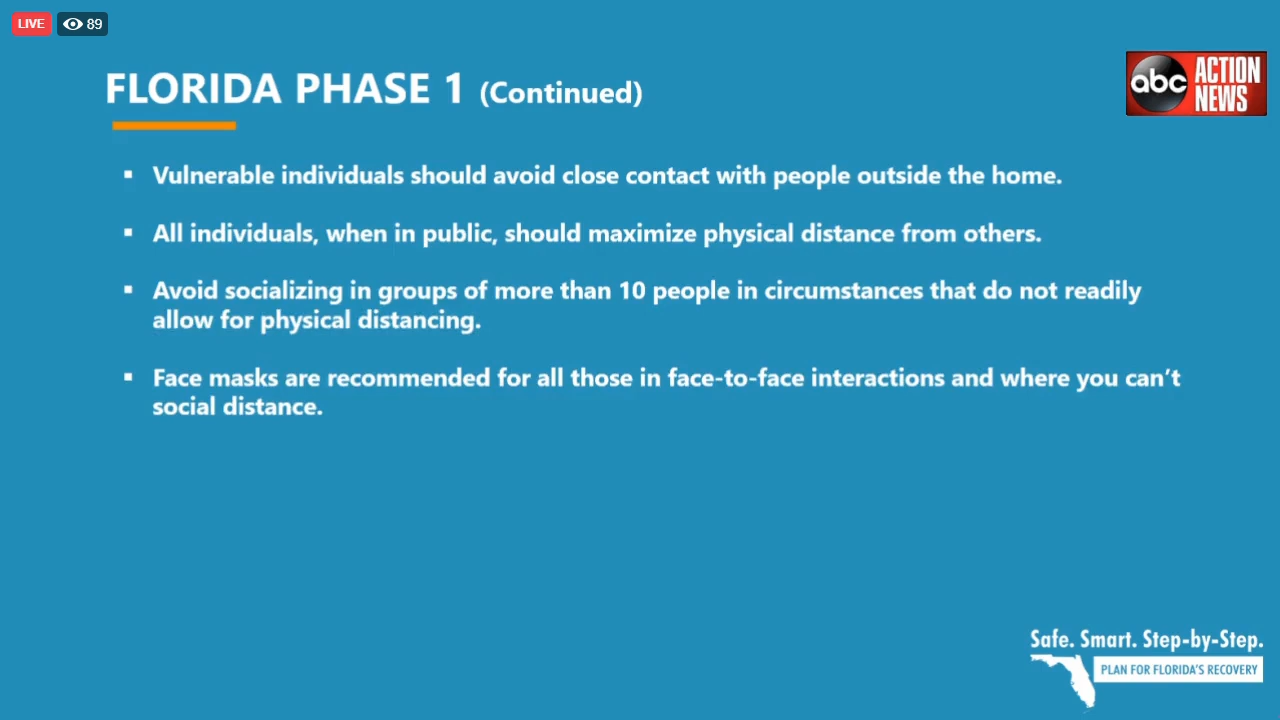 LIVE 89
FLORIDA PHASE 1 (Continued)
abc ACTION
NEWS
▪ Vulnerable individuals should avoid close contact with people outside the home.
▪ All individuals, when in public, should maximize physical distance from others.
▪ Avoid socializing in groups of more than 10 people in circumstances that do not readily
allow for physical distancing.
▪ Face masks are recommended for all those in face-to-face interactions and where you can’t
social distance.
Safe. Smart. Step-by-Step.
PLAN FOR FLORIDA'S RECOVERY